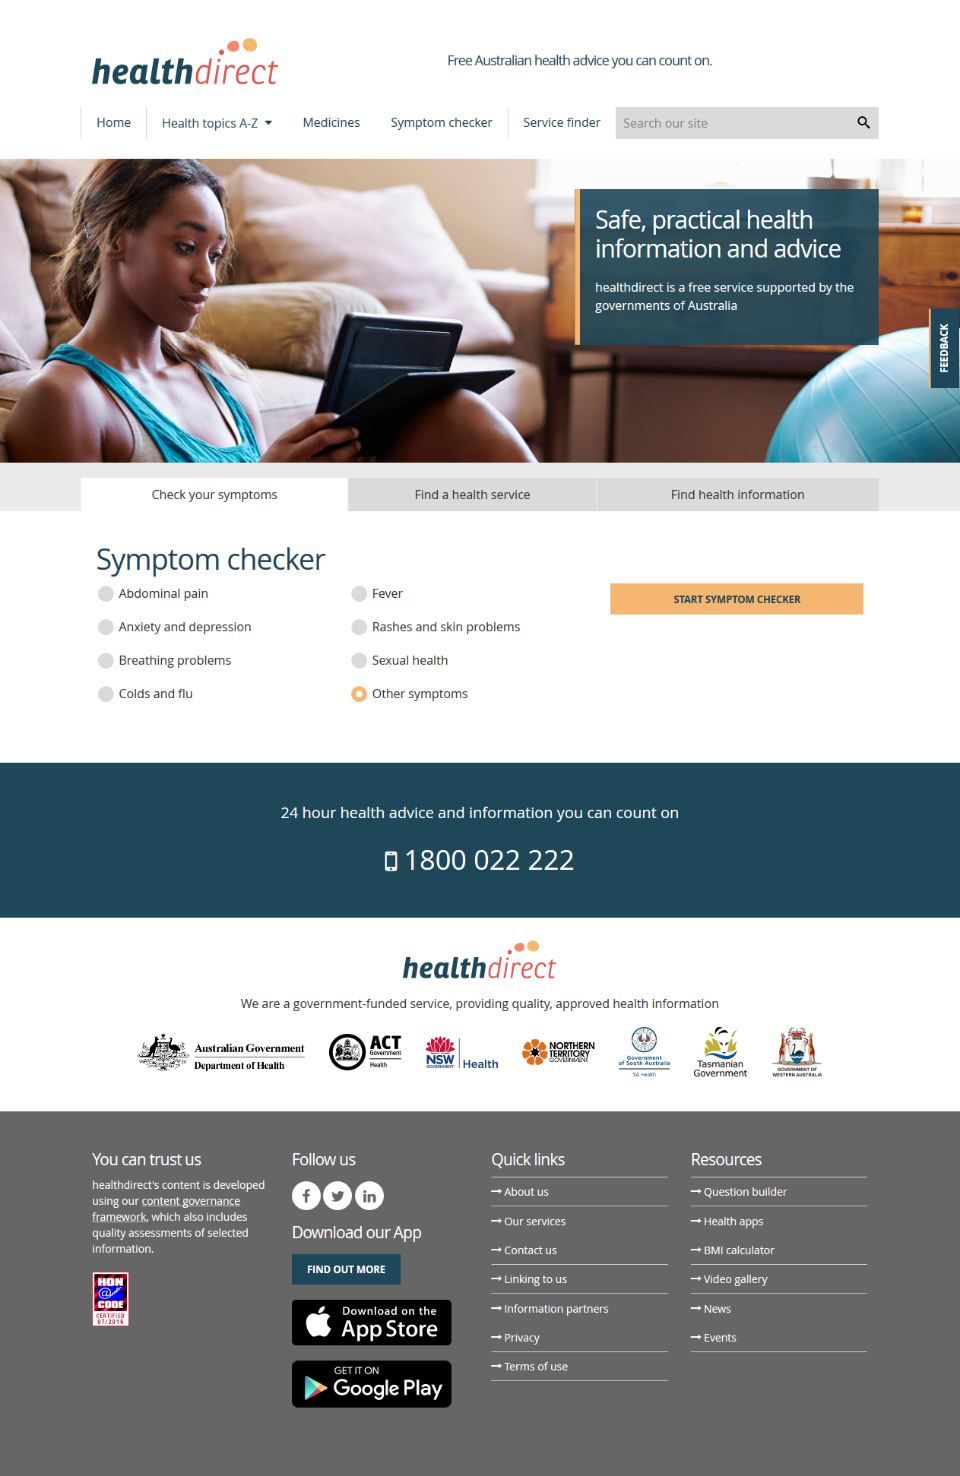 healthdirect
Free Australian health advice you can count on.
Home
Health topics A-Z
Medicines
Symptom checker
Service finder
Search our site
Safe, practical health
information and advice
healthdirect is a free service supported by the
governments of Australia
FEEDBACK
Check your symptoms
Find a health service
Find health information
Symptom checker
Abdominal pain
Fever
START SYMPTOM CHECKER
Anxiety and depression
Rashes and skin problems
Breathing problems
Sexual health
Colds and flu
Other symptoms
24 hour health advice and information you can count on
1800 022 222
healthdirect
We are a government-funded service, providing quality, approved health information
Australian Government
Department of Health
ACT
Government
Health
NSW
GOVERNMENT
Health
NORTHERN
TERRITORY
GOVERNMENT
Government
of South Australia
SA Health
Tasmanian
Government
GOVERNMENT OF
WESTERN AUSTRALIA
You can trust us
healthdirect's content is developed
using our content governance
framework, which also includes
quality assessments of selected
information.
HON
@
CODE
CERTIFIED
07/2016
Follow us
Download our App
FIND OUT MORE
Download on the
App Store
GET IT ON
Google Play
Quick links
About us
Our services
Contact us
Linking to us
Information partners
Privacy
Terms of use
Resources
Question builder
Health apps
BMI calculator
Video gallery
News
Events